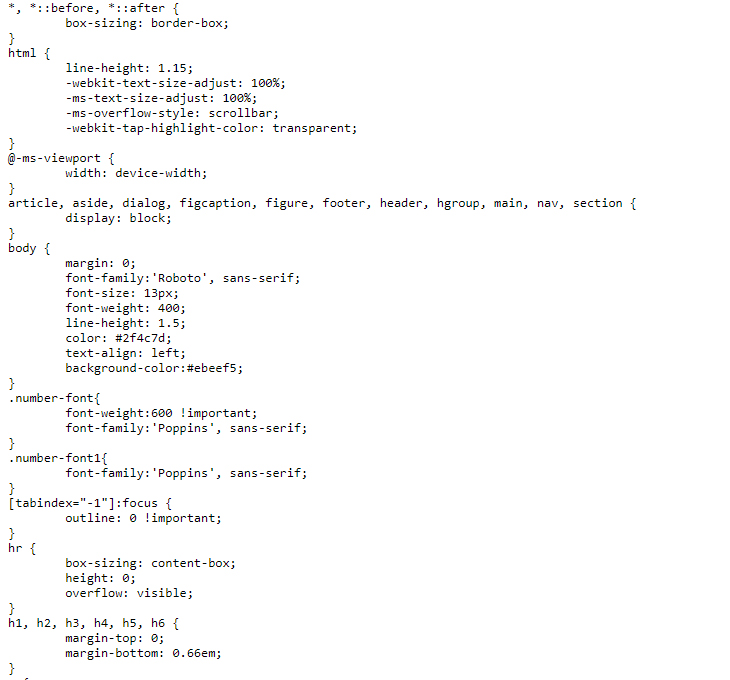 *, *::before, *::after {
box-sizing: border-box;
}
html {
line-height: 1.15;
-webkit-text-size-adjust: 100%;
-ms-text-size-adjust: 100%;
-ms-overflow-style: scrollbar;
-webkit-tap-highlight-color: transparent;
}
@-ms-viewport {
width: device-width;
}
article, aside, dialog, figcaption, figure, footer, header, hgroup, main, nav, section {
display: block;
}
body {
margin: 0;
font-family:'Roboto', sans-serif;
font-size: 13px;
font-weight: 400;
line-height: 1.5;
color: #2f4c7d;
text-align: left;
background-color:#ebeef5;
}
.number-font{
font-weight:600 !important;
font-family:'Poppins', sans-serif;
}
.number-font1{
font-family:'Poppins', sans-serif;
}
[tabindex="-1"]:focus {
outline: 0 !important;
}
hr {
box-sizing: content-box;
height: 0;
overflow: visible;
}
h1, h2, h3, h4, h5, h6 {
margin-top: 0;
margin-bottom: 0.66em;
}